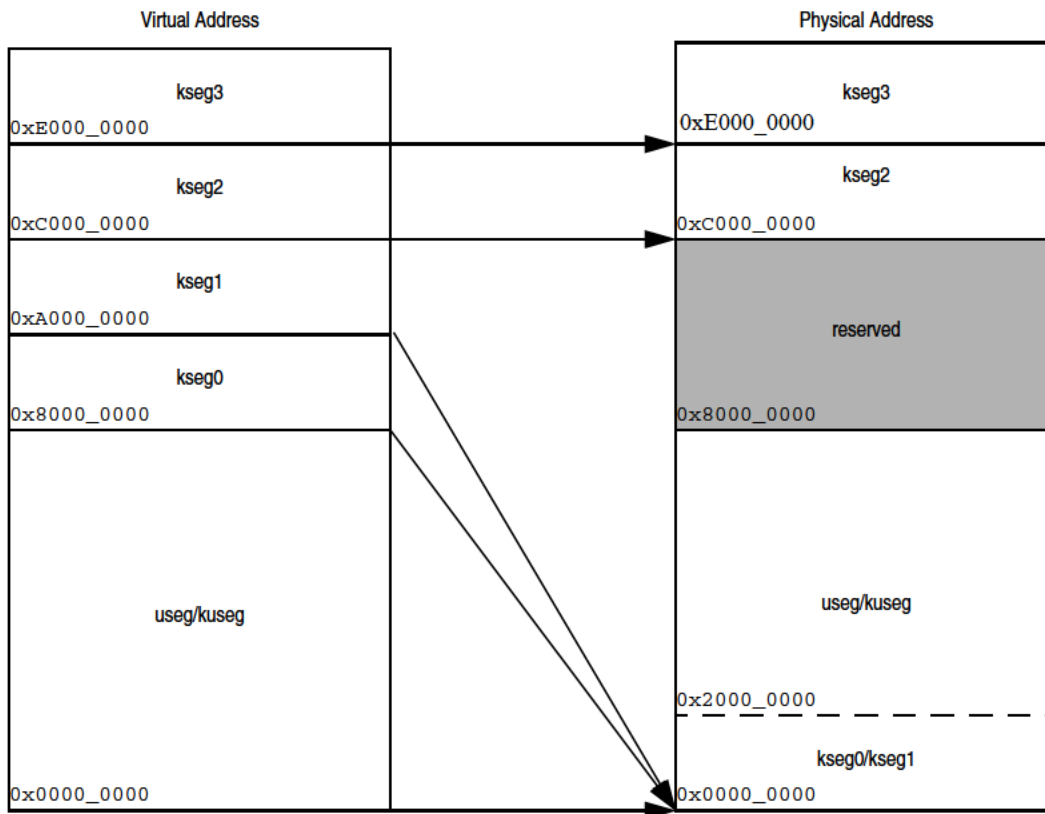 Virtual Address
kseg3
0xE000_0000
kseg2
0xC000_0000
kseg1
0xA000_0000
kseg0
0x8000_0000
useg/kuseg
0x0000_0000
Physical Address
kseg3
0xE000_0000
kseg2
0xC000_0000
reserved
0x8000_0000
useg/kuseg
0x2000_0000
kseg0/kseg1
0x0000_0000